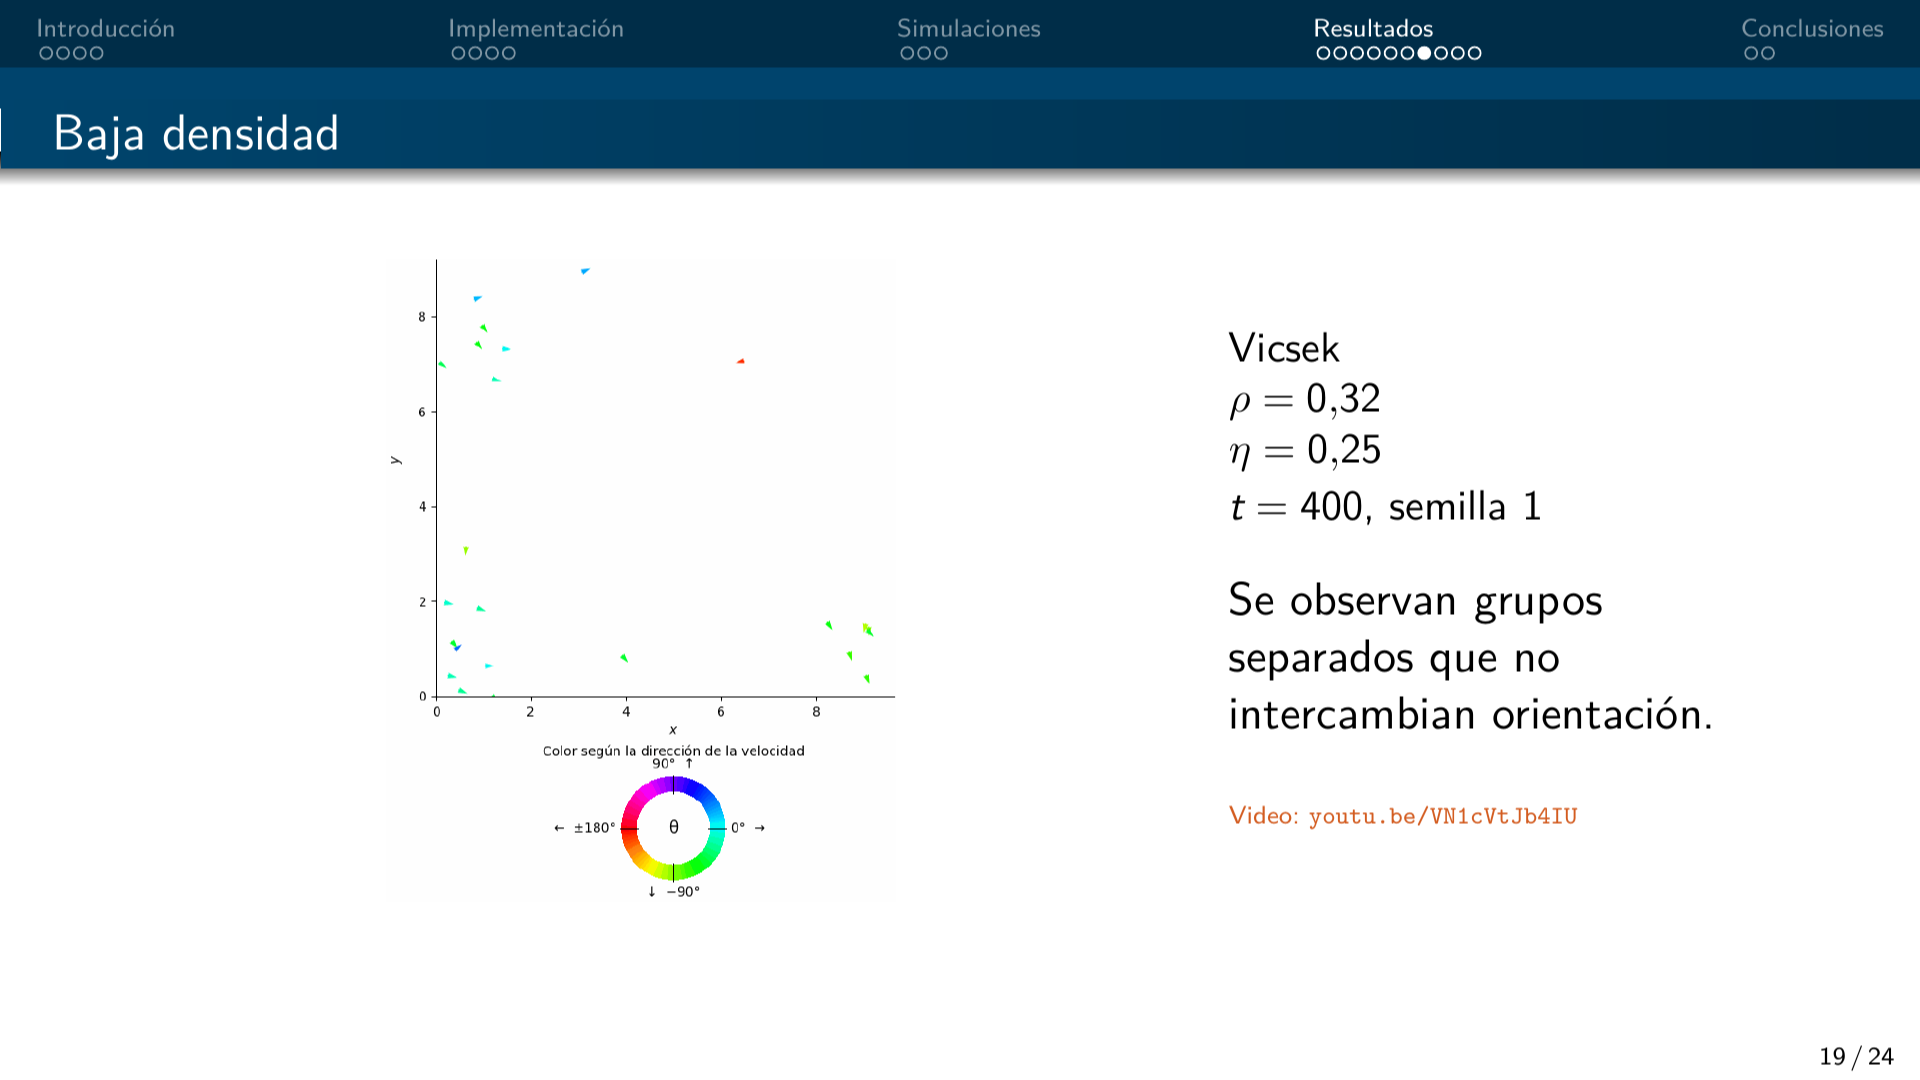 Introducción
Implementación
Simulaciones
Resultados
Conclusiones
Baja densidad
8
6
4
2
0
y
0 2 4 6 8
x
Color según la dirección de la velocidad
90° ↑
← ±180°
θ
0° →
↓ −90°
Vicsek
ρ = 0,32
η = 0,25
t = 400, semilla 1
Se observan grupos
separados que no
intercambian orientación.
Video: youtu.be/VN1cVtJb4IU
19 / 24